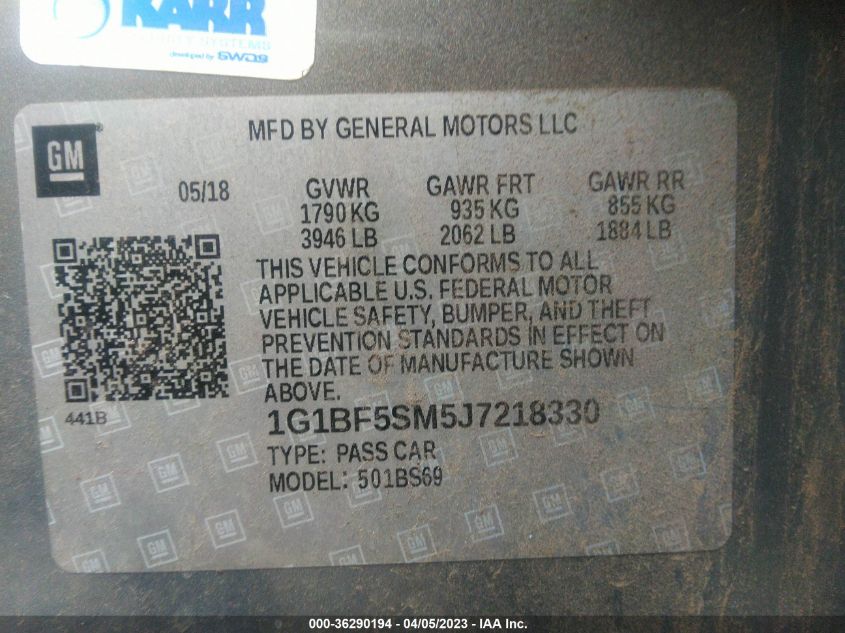 KARR
SYSTEMS
developed by SWDS
GM
MFD BY GENERAL MOTORS LLC
05/18 GVWR GAWR FRT GAWR RR
1790 KG 935 KG 855 KG
3946 LB 2062 LB 1884 LB
THIS VEHICLE CONFORMS TO ALL
APPLICABLE U.S. FEDERAL MOTOR
VEHICLE SAFETY, BUMPER, AND THEFT
PREVENTION STANDARDS IN EFFECT ON
THE DATE OF MANUFACTURE SHOWN
ABOVE.
441B
1G1BF5SM5J7218330
TYPE: PASS CAR
MODEL: 501BS69
000-36290194 - 04/05/2023 - IAA Inc.